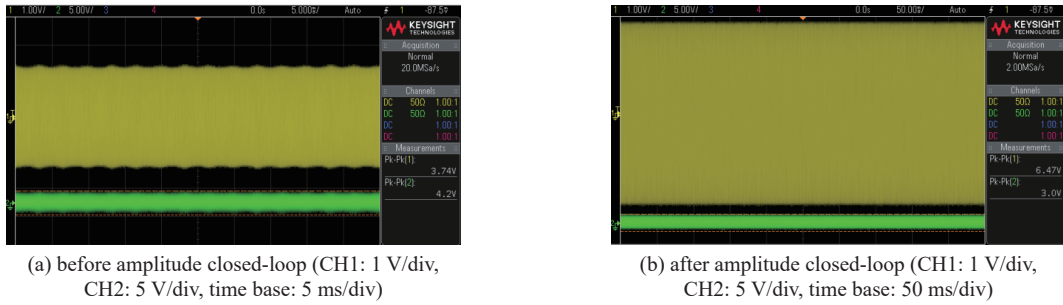 1 1.00V/ 2 5.00V/ 3 4 0.0s 5.000%/ Auto 1 -87.5
KEYSIGHT
TECHNOLOGIES
Acquisition
Normal
20.0MSa/s
Channels
DC 50Ω 1.00:1
DC 50Ω 1.00:1
DC 1.00:1
DC 1.00:1
Measurements
Pk-Pk(1):
3.74V
Pk-Pk(2):
4.2V
(a) before amplitude closed-loop (CH1: 1 V/div,
CH2: 5 V/div, time base: 5 ms/div)
1 1.00V/ 2 5.00V/ 3 4 0.0s 50.00%/ Auto 1 -87.5
KEYSIGHT
TECHNOLOGIES
Acquisition
Normal
2.00MSa/s
Channels
DC 50Ω 1.00:1
DC 50Ω 1.00:1
DC 1.00:1
DC 1.00:1
Measurements
Pk-Pk(1):
6.47V
Pk-Pk(2):
3.0V
(b) after amplitude closed-loop (CH1: 1 V/div,
CH2: 5 V/div, time base: 50 ms/div)